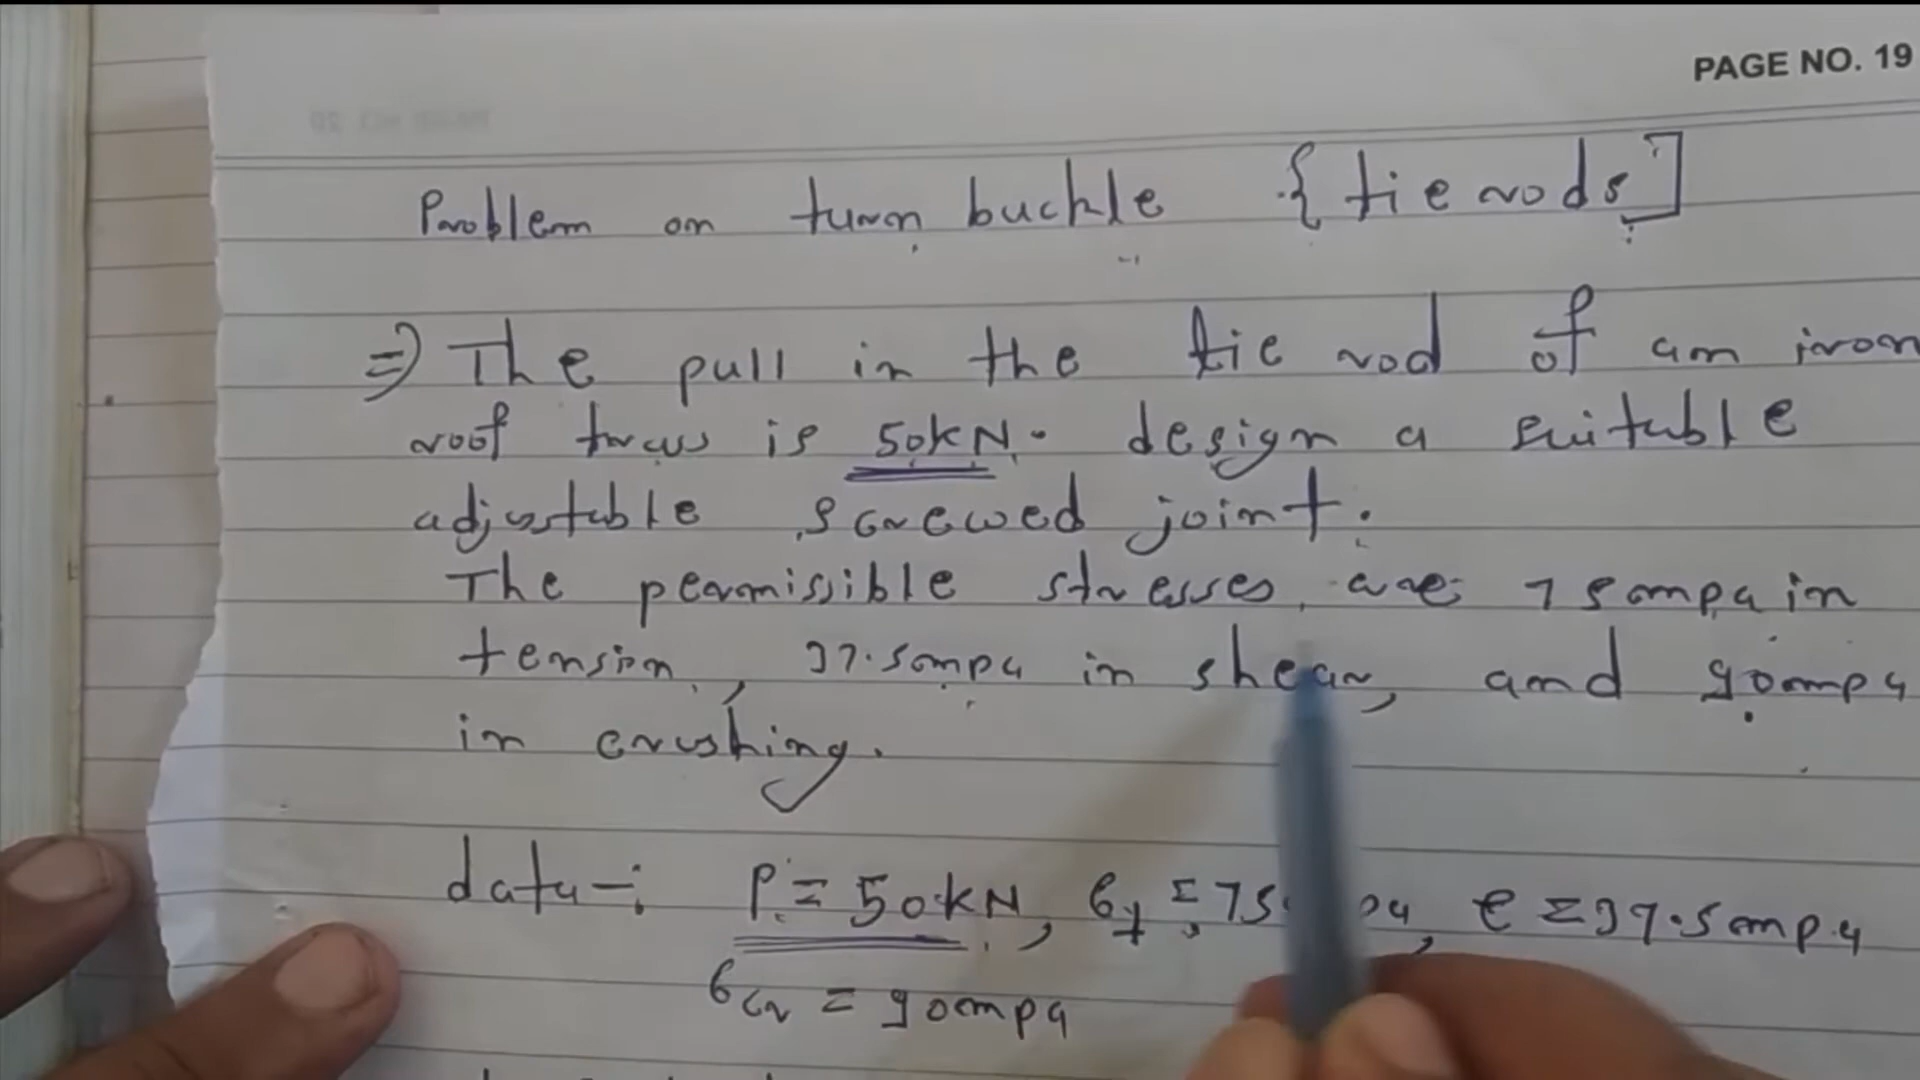 PAGE NO. 19
Problem on turn buckle {tie rods]
=) The pull in the tie rod of an iron
roof truss is 50kN. design a suitable
adjustable screwed joint.
The permissible stresses are 75mpa in
tension, 37.5mpa in shear, and 90mpa
in crushing.
data-: P = 50kN, σt = 75 pa, τ = 37.5mpa
σcr = 90mpa